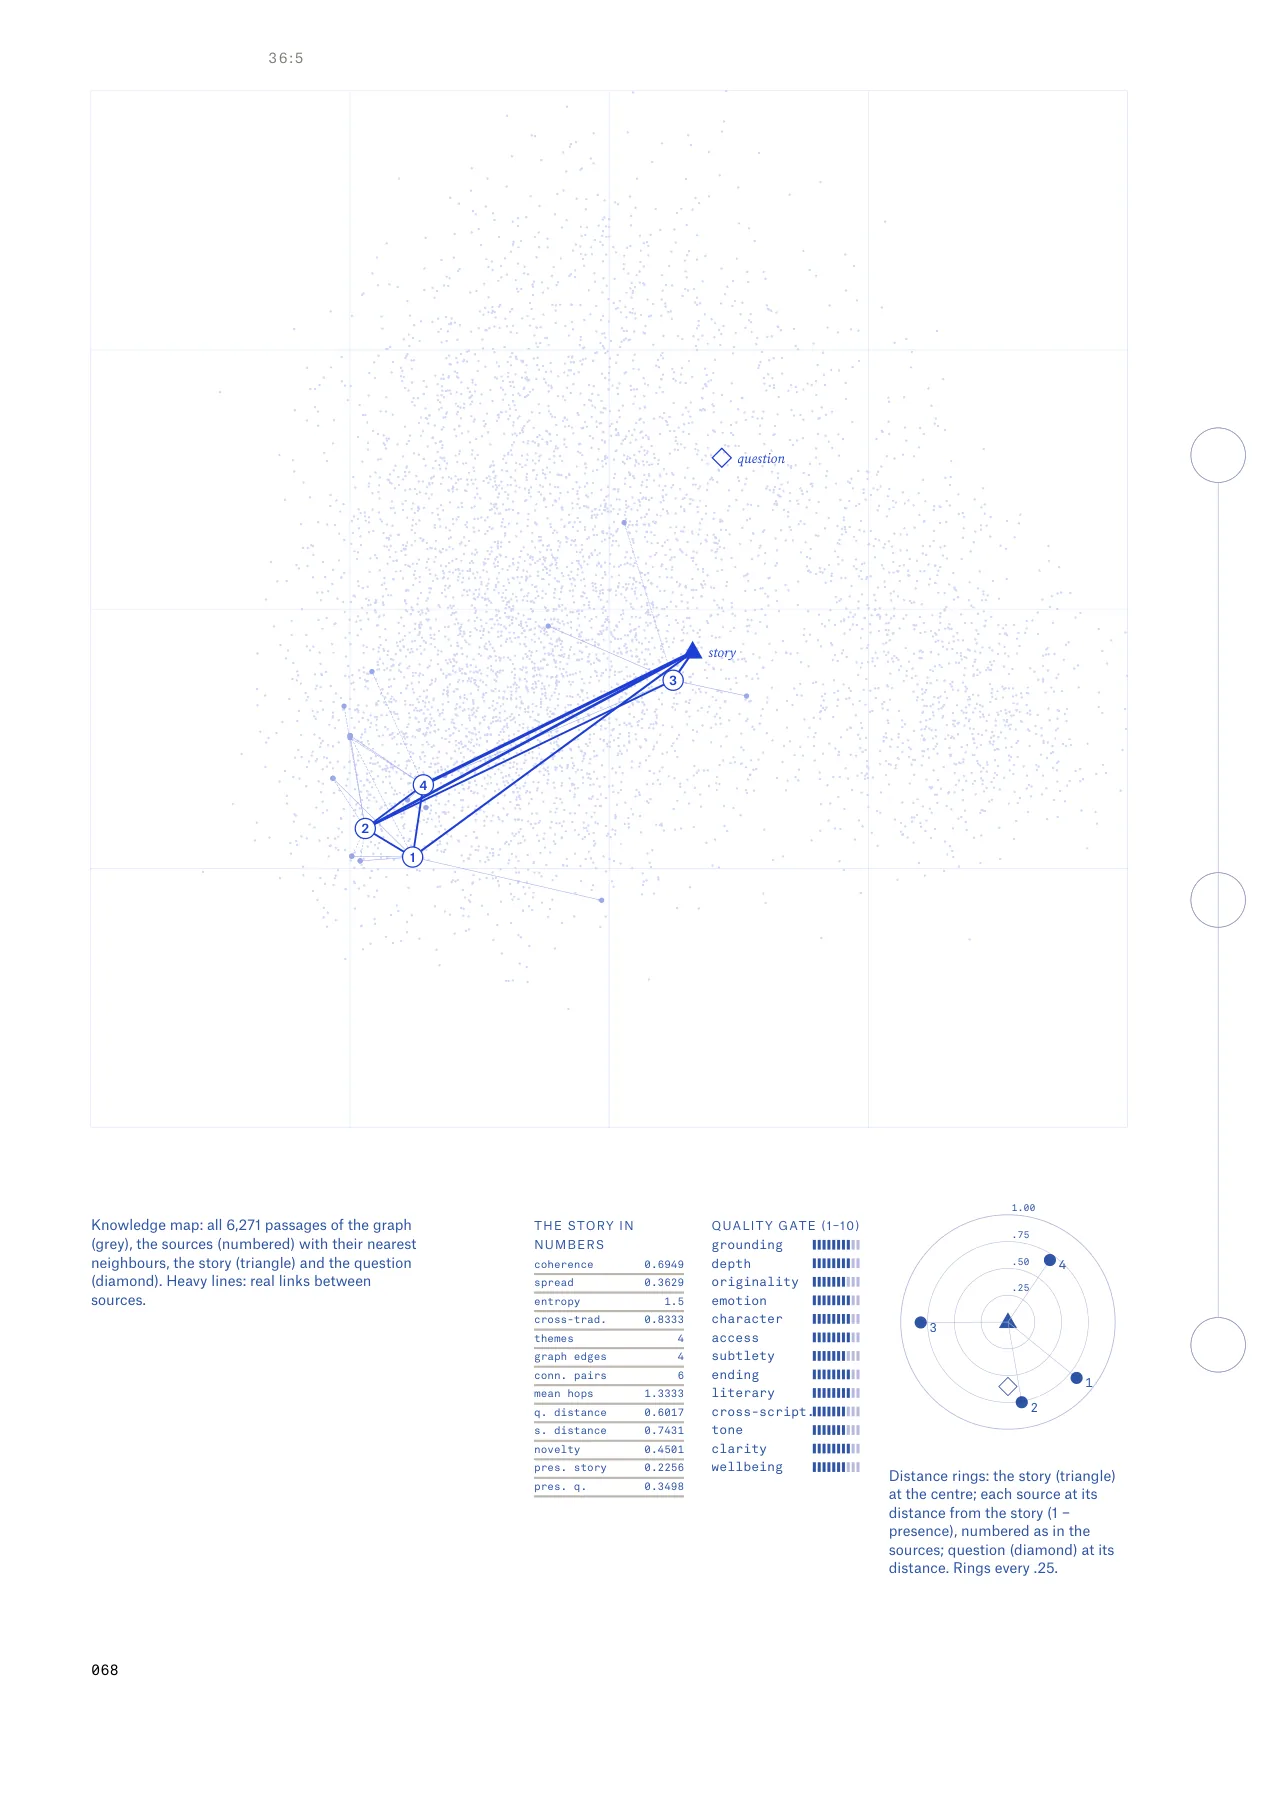 36:5
question
story
3
4
2
1
Knowledge map: all 6,271 passages of the graph
(grey), the sources (numbered) with their nearest
neighbours, the story (triangle) and the question
(diamond). Heavy lines: real links between
sources.
THE STORY IN
NUMBERS
coherence 0.6949
spread 0.3629
entropy 1.5
cross-trad. 0.8333
themes 4
graph edges 4
conn. pairs 6
mean hops 1.3333
q. distance 0.6017
s. distance 0.7431
novelty 0.4501
pres. story 0.2256
pres. q. 0.3498
QUALITY GATE (1–10)
grounding
depth
originality
emotion
character
access
subtlety
ending
literary
cross-script.
tone
clarity
wellbeing
1.00
.75
.50
.25
4
3
1
2
Distance rings: the story (triangle)
at the centre; each source at its
distance from the story (1 –
presence), numbered as in the
sources; question (diamond) at its
distance. Rings every .25.
068